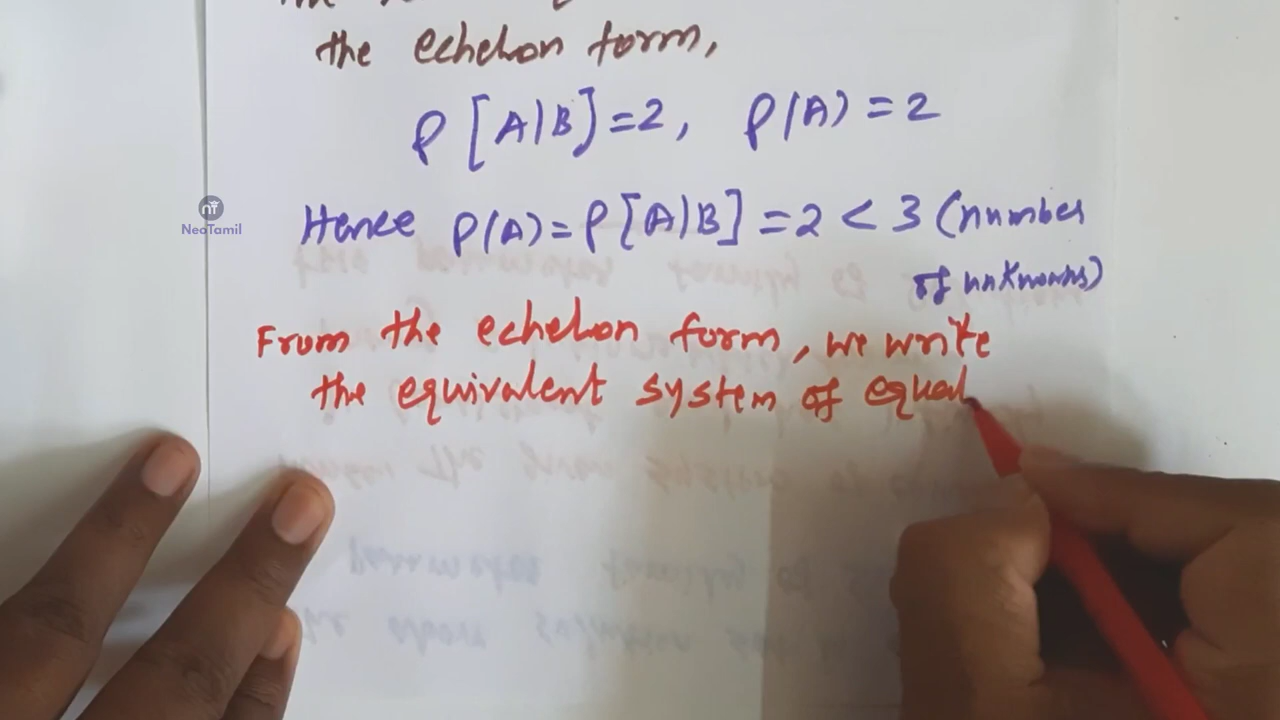 the echelon form,
ρ[A|B]=2, ρ(A)=2
NeoTamil
Hence ρ(A)=ρ[A|B]=2<3 (number
of unknowns)
From the echelon form, we write
the equivalent system of equat